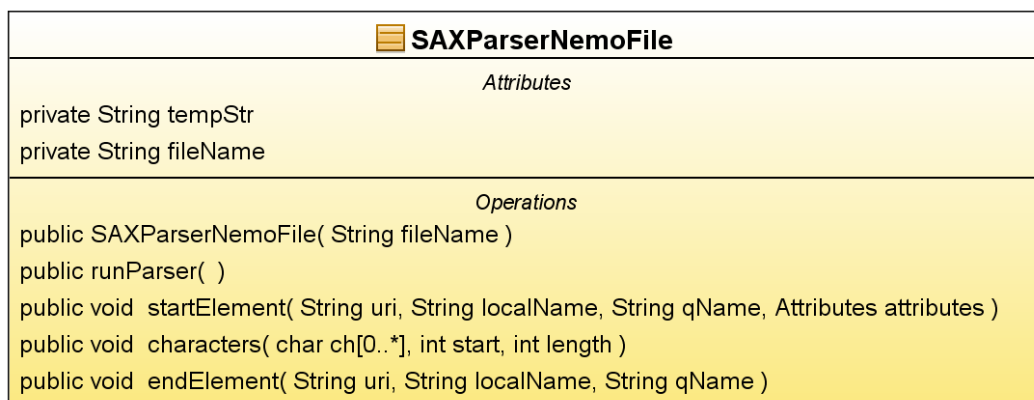 SAXParserNemoFile
Attributes
private String tempStr
private String fileName
Operations
public SAXParserNemoFile( String fileName )
public runParser(  )
public void  startElement( String uri, String localName, String qName, Attributes attributes )
public void  characters( char ch[0..*], int start, int length )
public void  endElement( String uri, String localName, String qName )